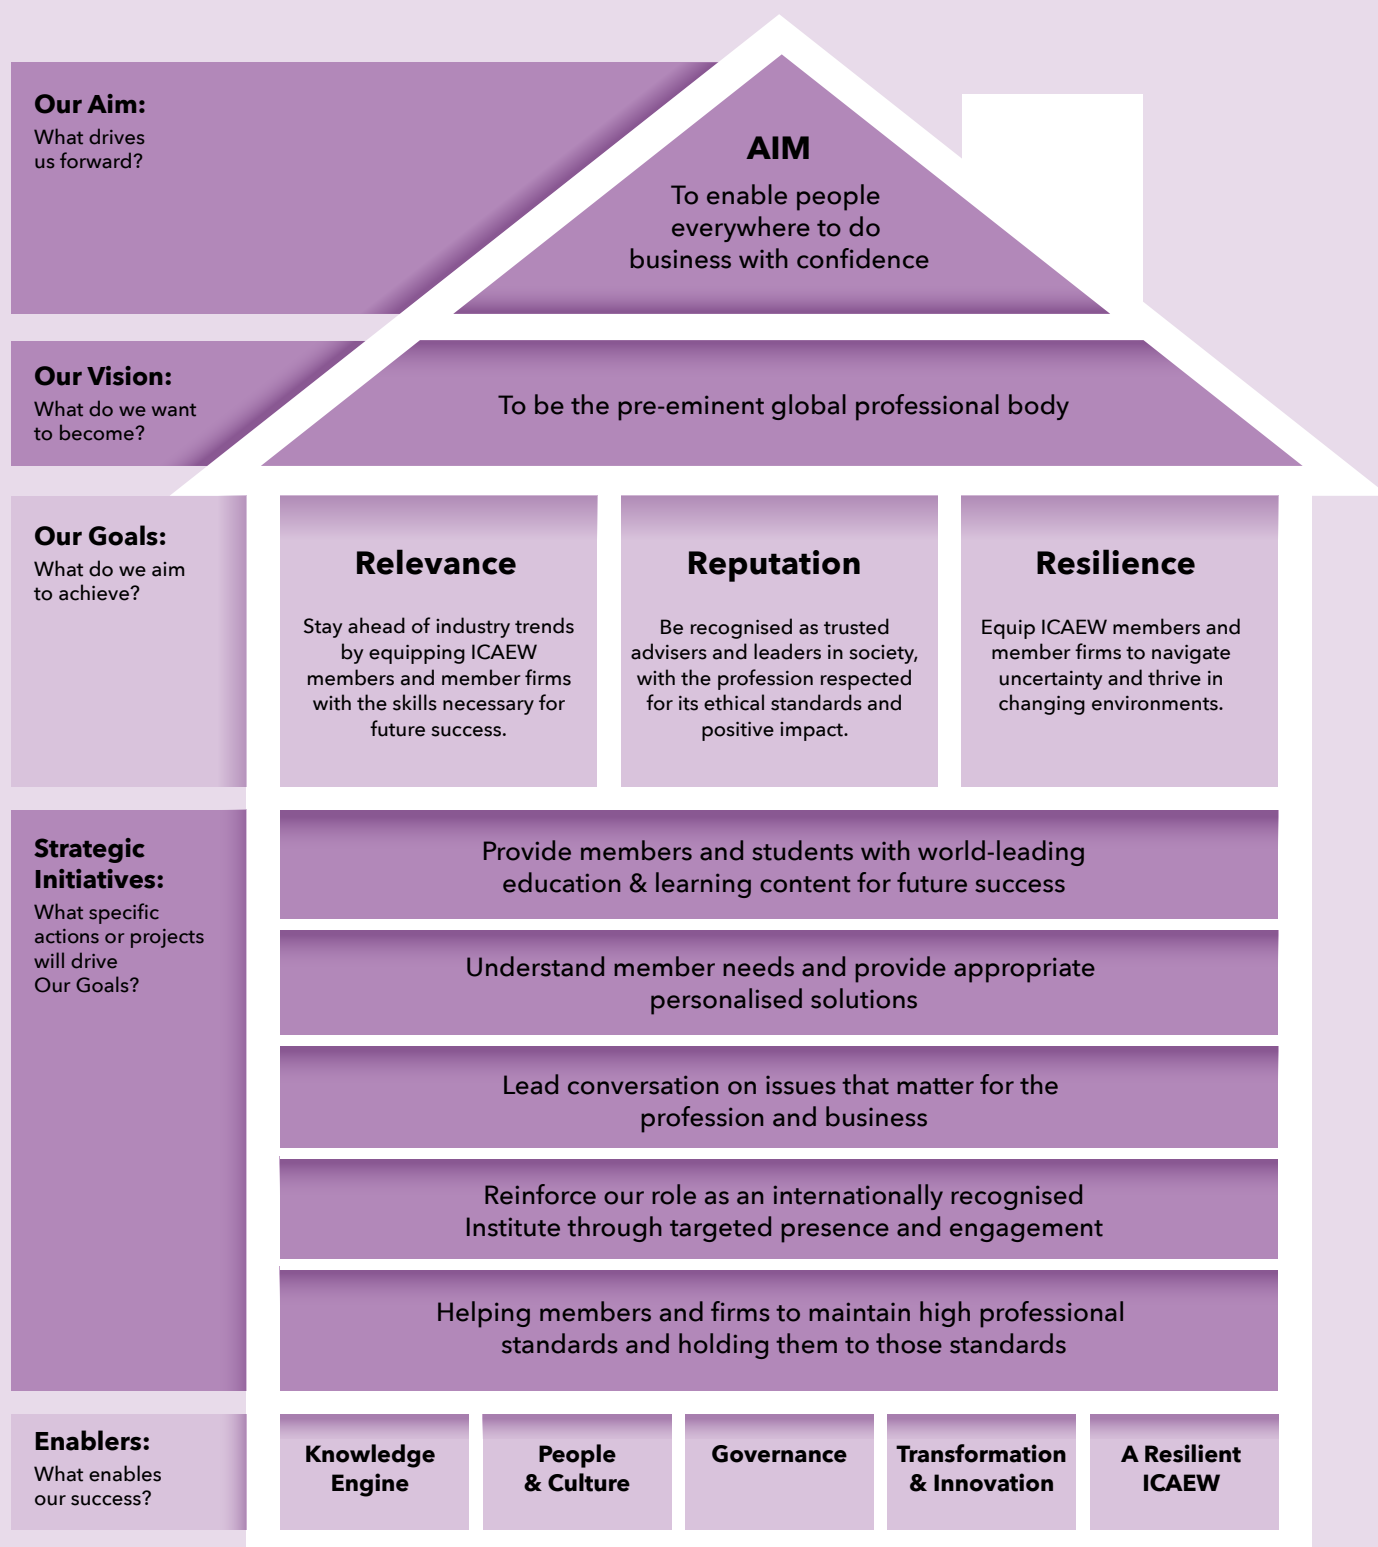 Our Aim:
What drives
us forward?
AIM
To enable people
everywhere to do
business with confidence
Our Vision:
What do we want
to become?
To be the pre-eminent global professional body
Our Goals:
What do we aim
to achieve?
Relevance
Stay ahead of industry trends
by equipping ICAEW
members and member firms
with the skills necessary for
future success.
Reputation
Be recognised as trusted
advisers and leaders in society,
with the profession respected
for its ethical standards and
positive impact.
Resilience
Equip ICAEW members and
member firms to navigate
uncertainty and thrive in
changing environments.
Strategic
Initiatives:
What specific
actions or projects
will drive
Our Goals?
Provide members and students with world-leading
education & learning content for future success
Understand member needs and provide appropriate
personalised solutions
Lead conversation on issues that matter for the
profession and business
Reinforce our role as an internationally recognised
Institute through targeted presence and engagement
Helping members and firms to maintain high professional
standards and holding them to those standards
Enablers:
What enables
our success?
Knowledge
Engine
People
& Culture
Governance
Transformation
& Innovation
A Resilient
ICAEW